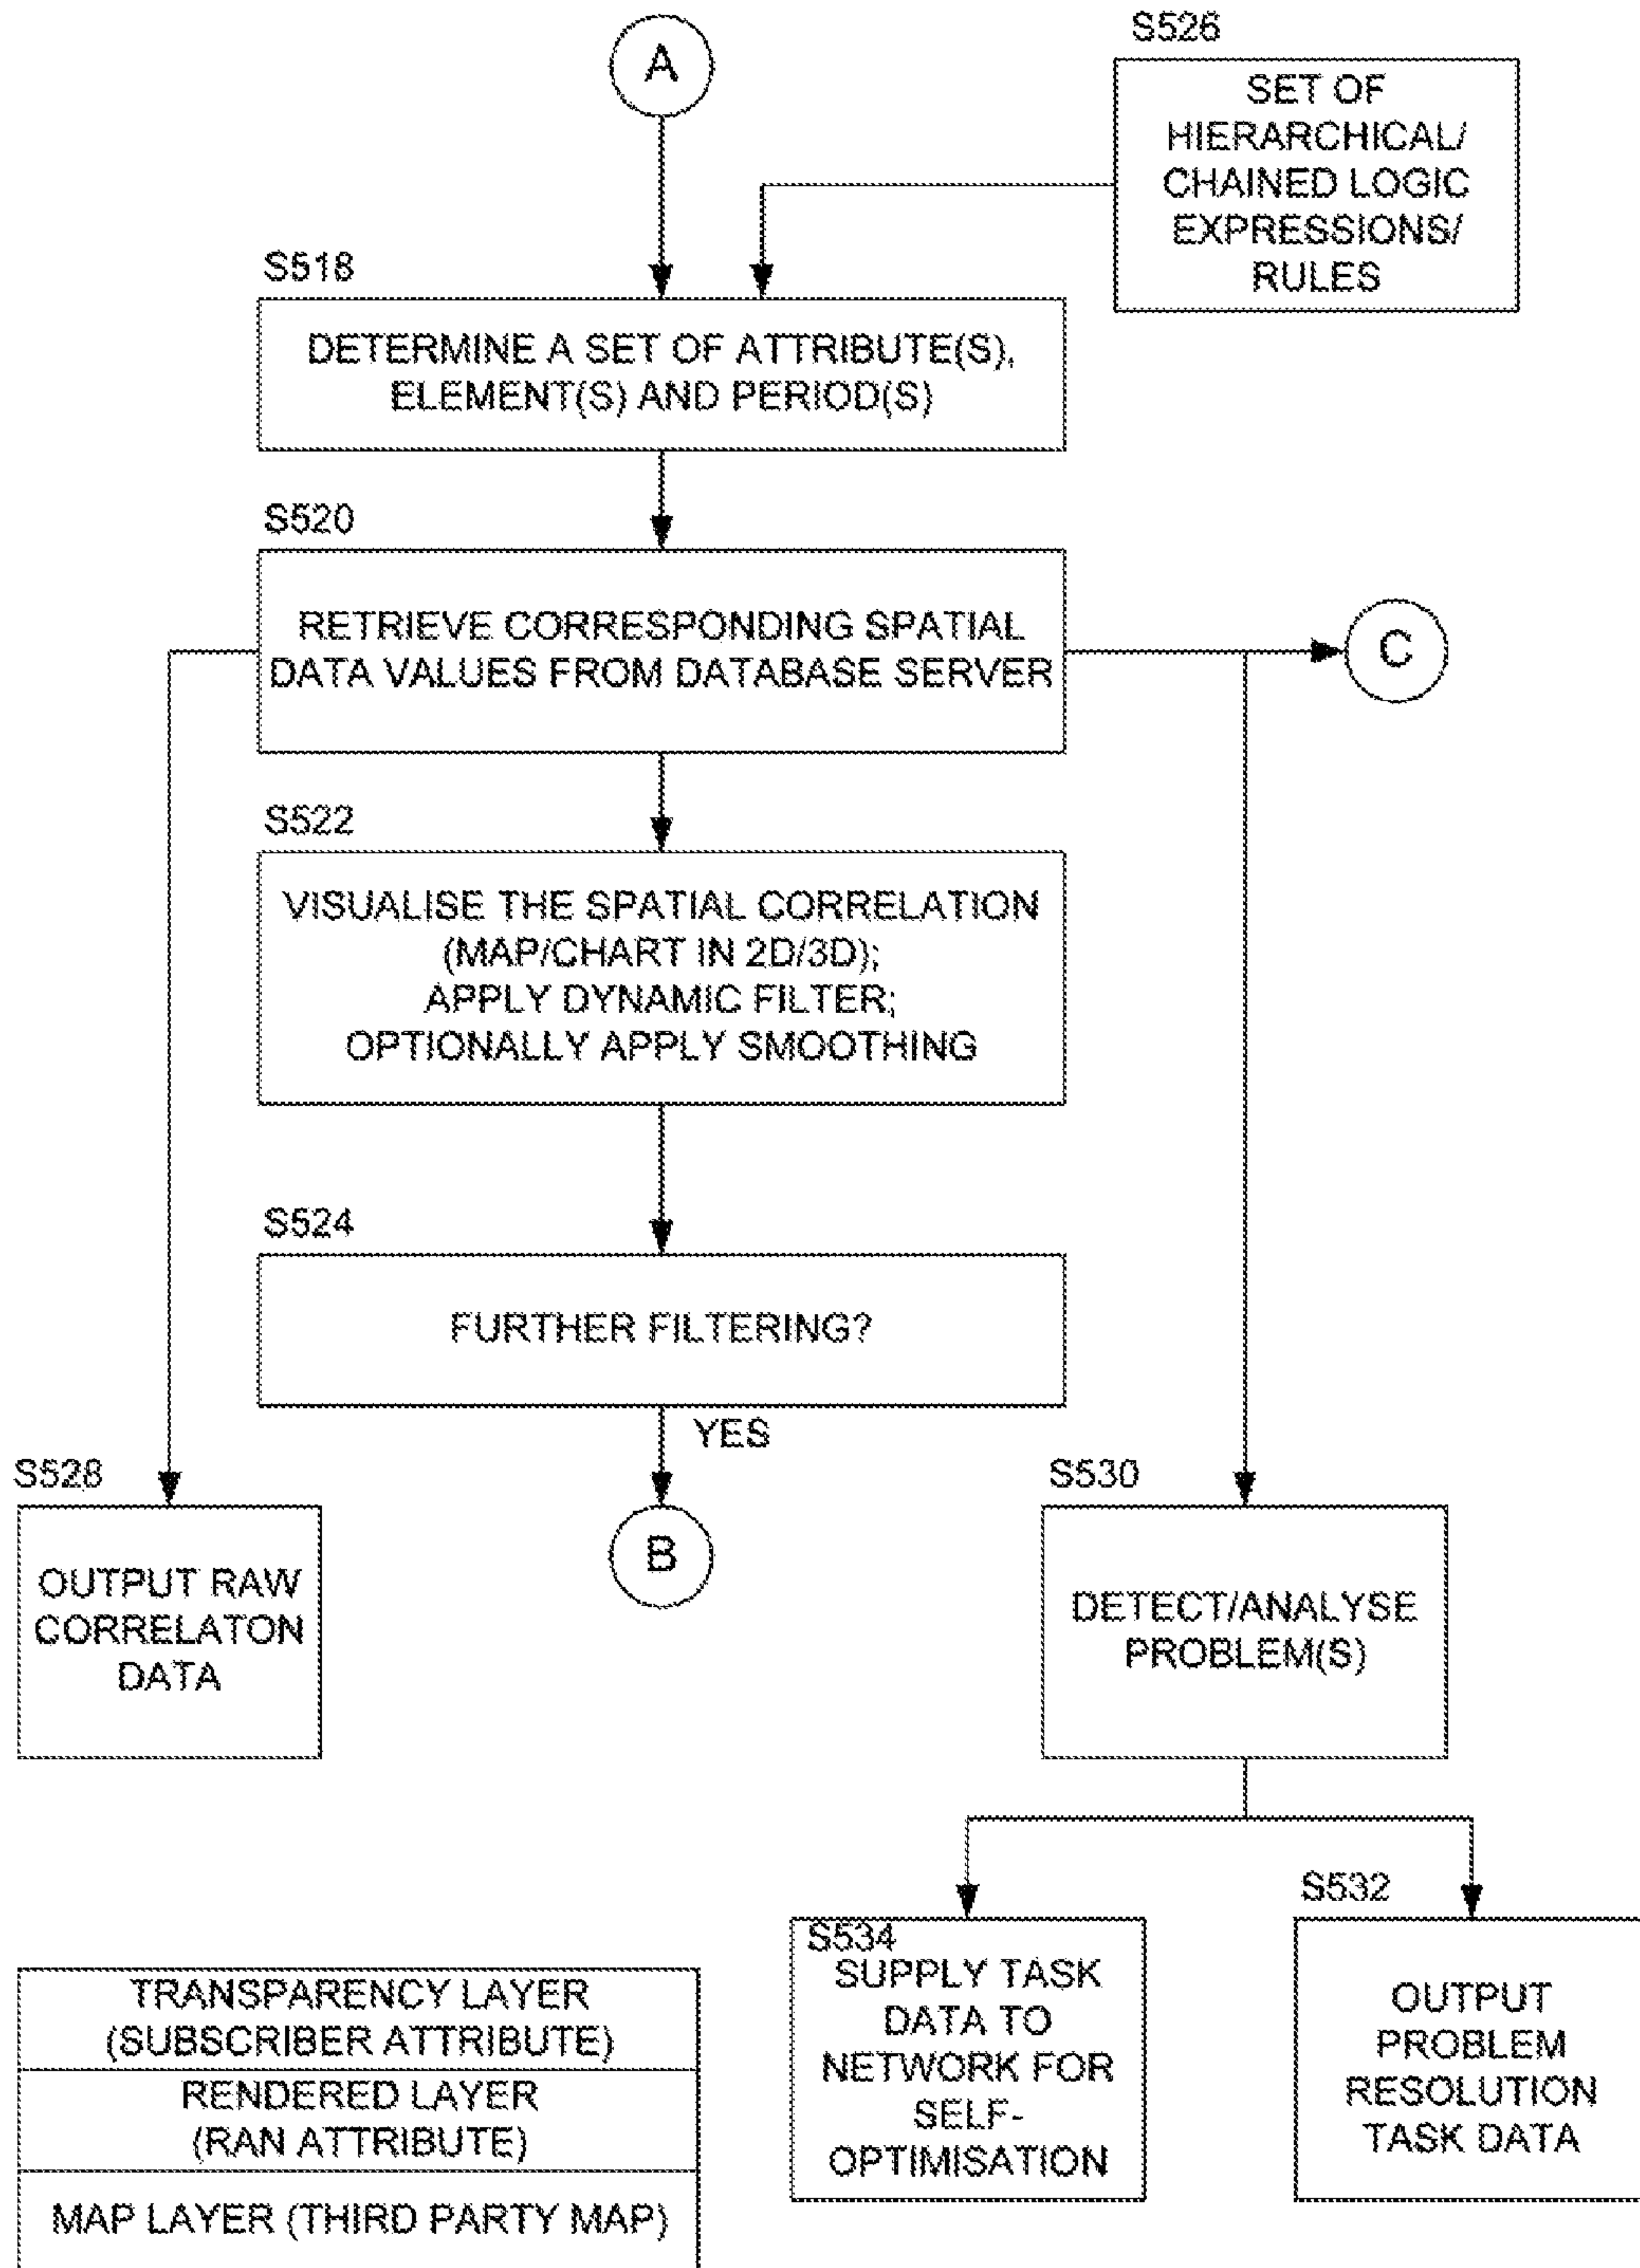 A
S526
SET OF
HIERARCHICAL/
CHAINED LOGIC
EXPRESSIONS/
RULES
S518
DETERMINE A SET OF ATTRIBUTE(S),
ELEMENT(S) AND PERIOD(S)
S520
RETRIEVE CORRESPONDING SPATIAL
DATA VALUES FROM DATABASE SERVER
C
S522
VISUALISE THE SPATIAL CORRELATION
(MAP/CHART IN 2D/3D);
APPLY DYNAMIC FILTER;
OPTIONALLY APPLY SMOOTHING
S524
FURTHER FILTERING?
YES
B
S528
OUTPUT RAW
CORRELATON
DATA
S530
DETECT/ANALYSE
PROBLEM(S)
S534
SUPPLY TASK
DATA TO
NETWORK FOR
SELF-
OPTIMISATION
S532
OUTPUT
PROBLEM
RESOLUTION
TASK DATA
TRANSPARENCY LAYER
(SUBSCRIBER ATTRIBUTE)
RENDERED LAYER
(RAN ATTRIBUTE)
MAP LAYER (THIRD PARTY MAP)